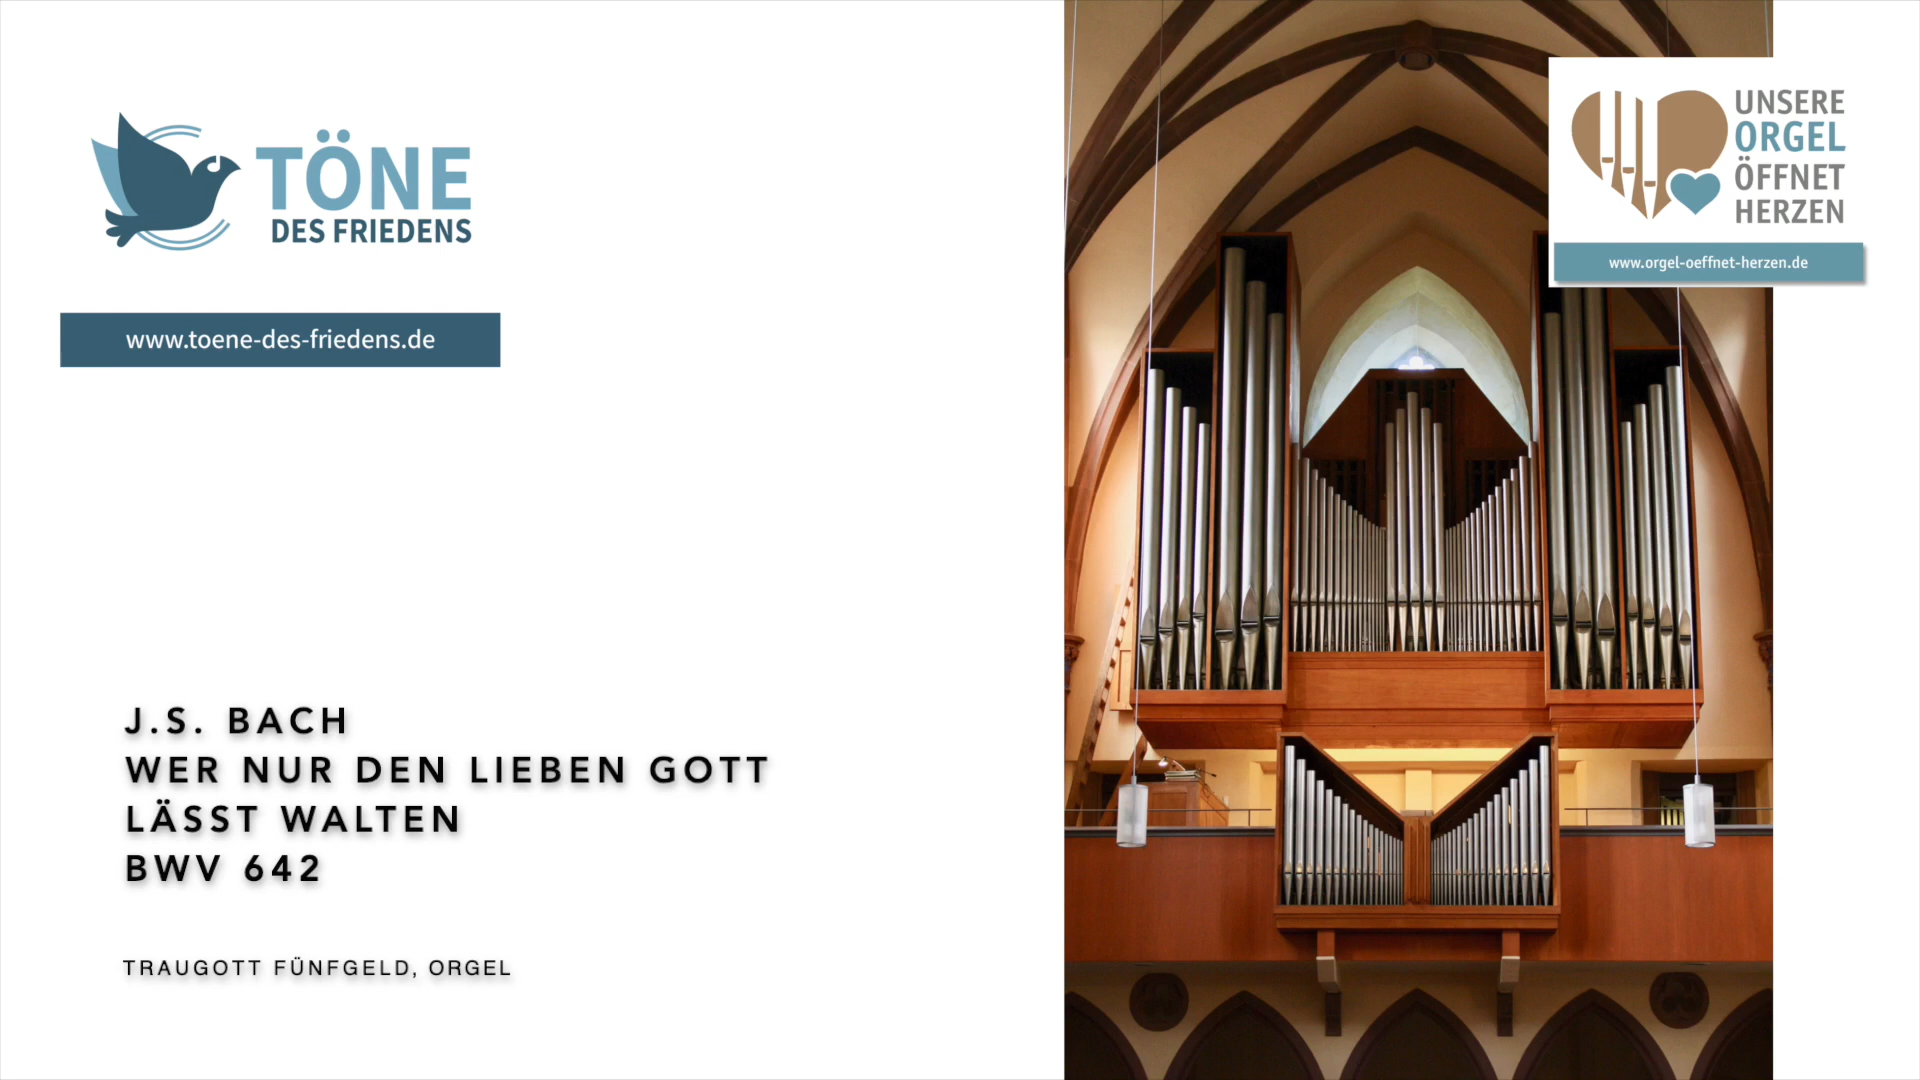 TÖNE
DES FRIEDENS
www.toene-des-friedens.de
UNSERE
ORGEL
ÖFFNET
HERZEN
www.orgel-oeffnet-herzen.de
J.S. BACH
WER NUR DEN LIEBEN GOTT
LÄSST WALTEN
BWV 642
TRAUGOTT FÜNFGELD, ORGEL